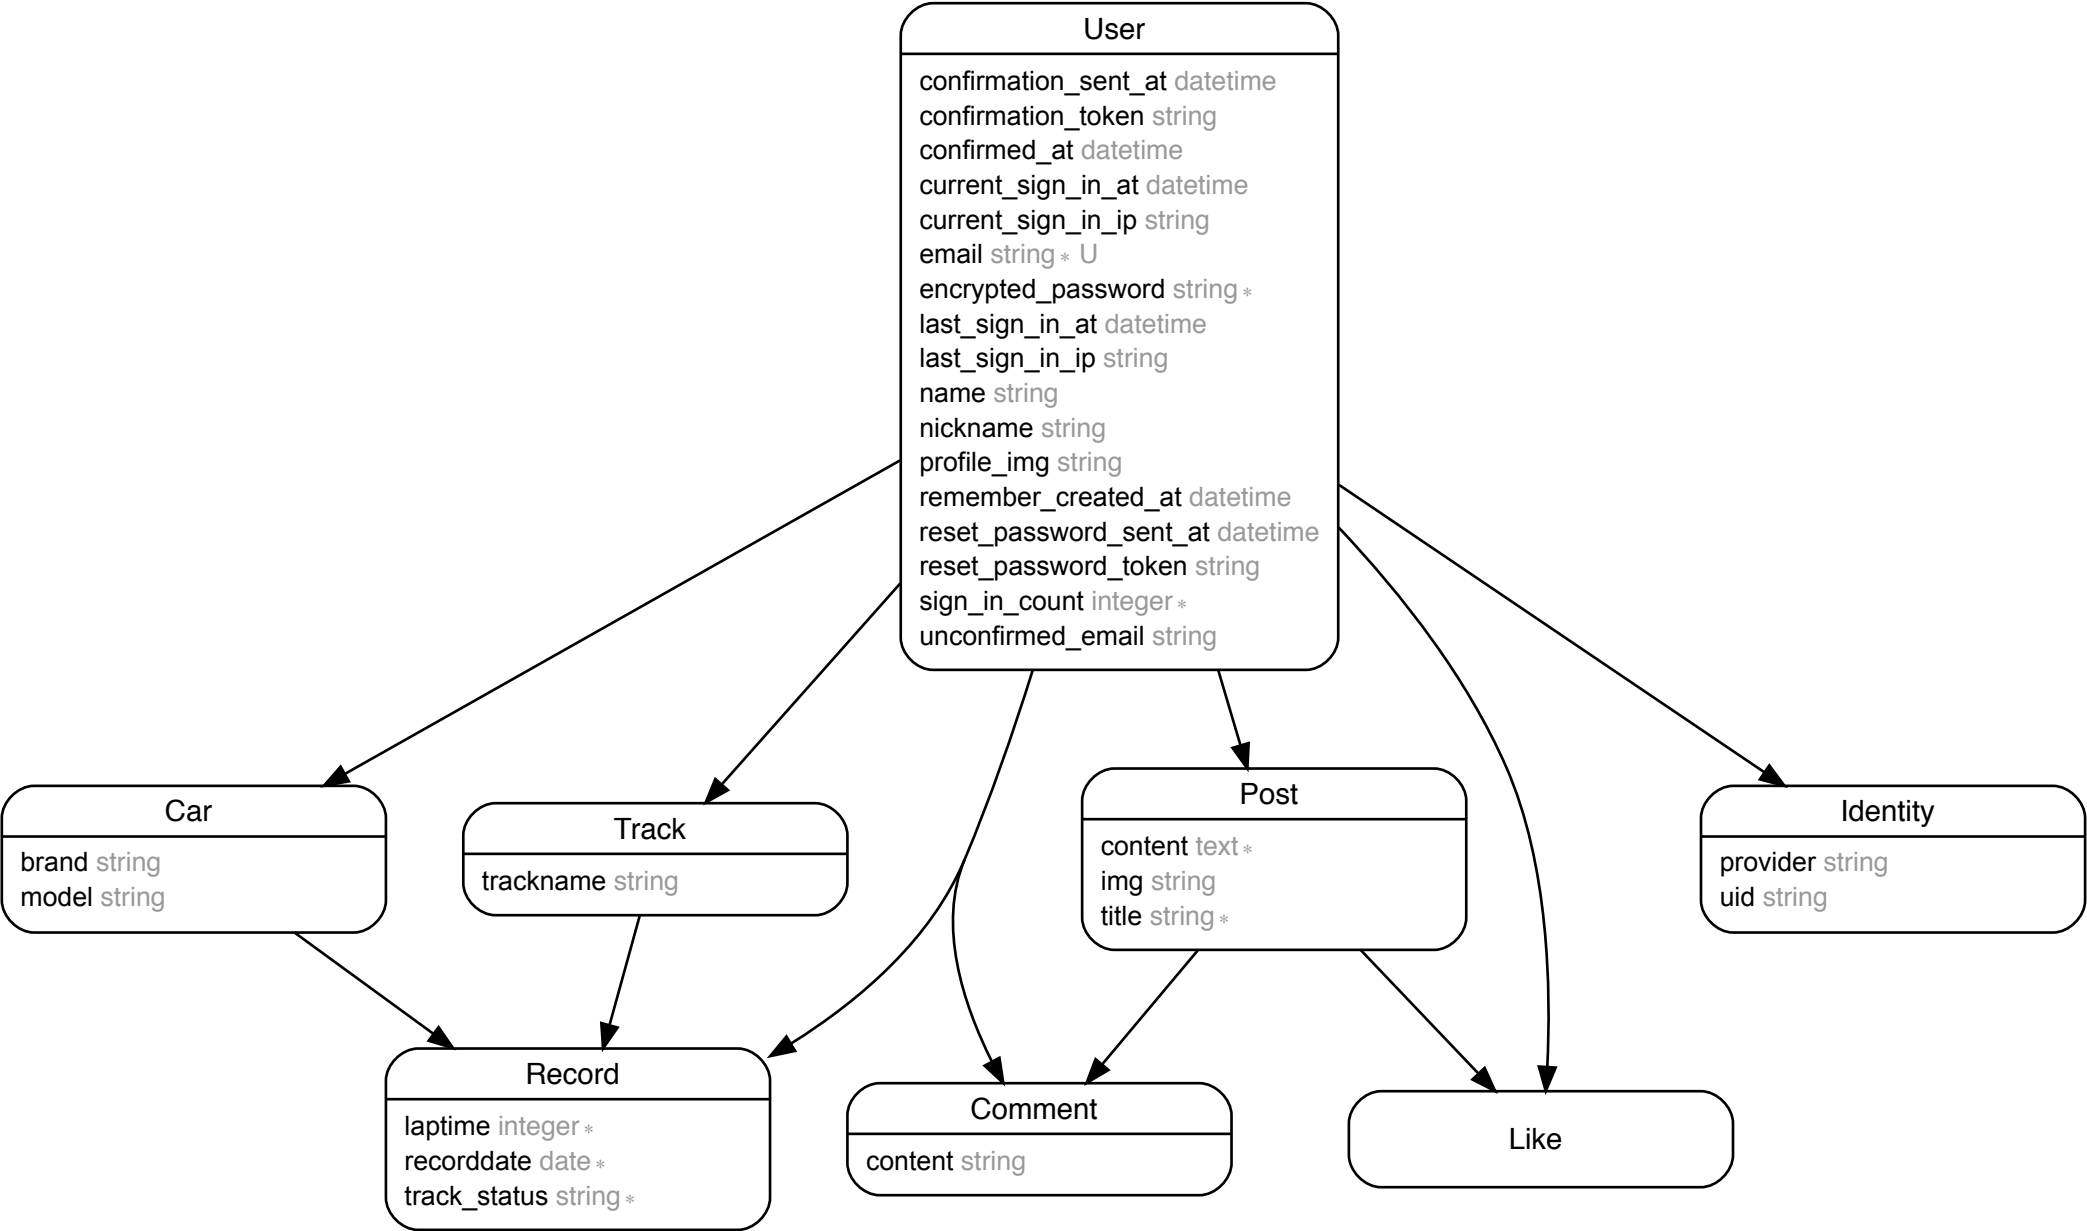 User
confirmation_sent_at datetime
confirmation_token string
confirmed_at datetime
current_sign_in_at datetime
current_sign_in_ip string
email string * U
encrypted_password string *
last_sign_in_at datetime
last_sign_in_ip string
name string
nickname string
profile_img string
remember_created_at datetime
reset_password_sent_at datetime
reset_password_token string
sign_in_count integer *
unconfirmed_email string
Car
brand string
model string
Track
trackname string
Post
content text *
img string
title string *
Identity
provider string
uid string
Record
laptime integer *
recorddate date *
track_status string *
Comment
content string
Like